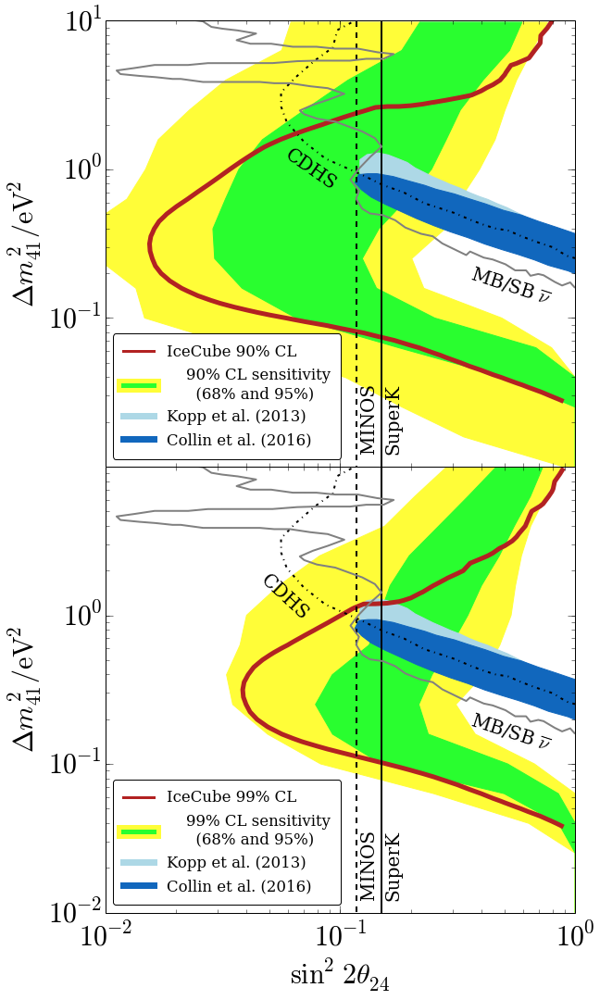 10¹
10⁰
10⁻¹
Δm²₄₁/eV²
CDHS
MB/SB ν̅
MINOS
SuperK
IceCube 90% CL
90% CL sensitivity
(68% and 95%)
Kopp et al. (2013)
Collin et al. (2016)
10⁰
10⁻¹
10⁻²
Δm²₄₁/eV²
CDHS
MB/SB ν̅
MINOS
SuperK
IceCube 99% CL
99% CL sensitivity
(68% and 95%)
Kopp et al. (2013)
Collin et al. (2016)
10⁻² 10⁻¹ 10⁰
sin² 2θ₂₄